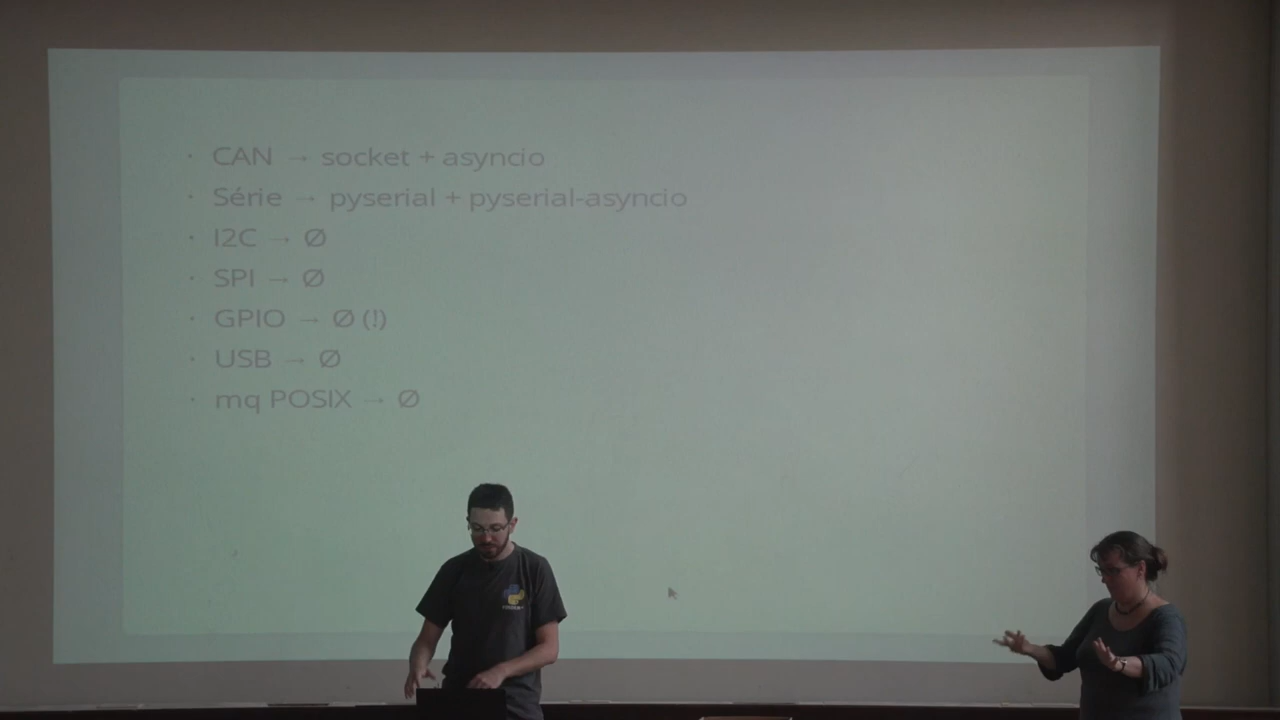 · CAN → socket + asyncio
· Série → pyserial + pyserial-asyncio
· I2C → Ø
· SPI → Ø
· GPIO → Ø (!)
· USB → Ø
· mq POSIX → Ø